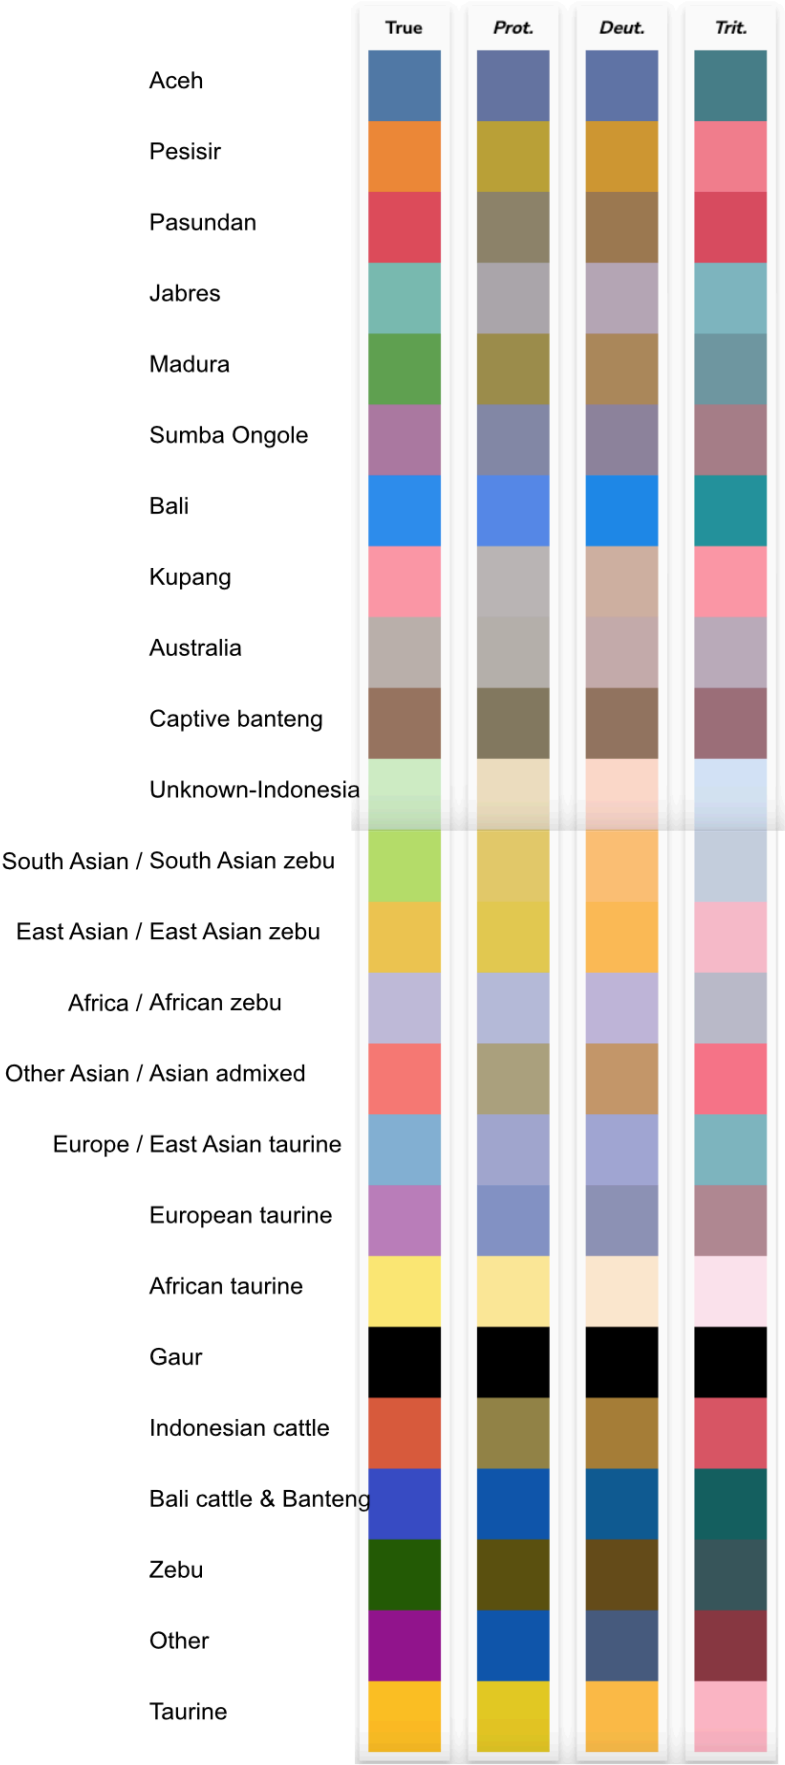 True Prot. Deut. Trit.
Aceh
Pesisir
Pasundan
Jabres
Madura
Sumba Ongole
Bali
Kupang
Australia
Captive banteng
Unknown-Indonesia
South Asian / South Asian zebu
East Asian / East Asian zebu
Africa / African zebu
Other Asian / Asian admixed
Europe / East Asian taurine
European taurine
African taurine
Gaur
Indonesian cattle
Bali cattle & Banteng
Zebu
Other
Taurine